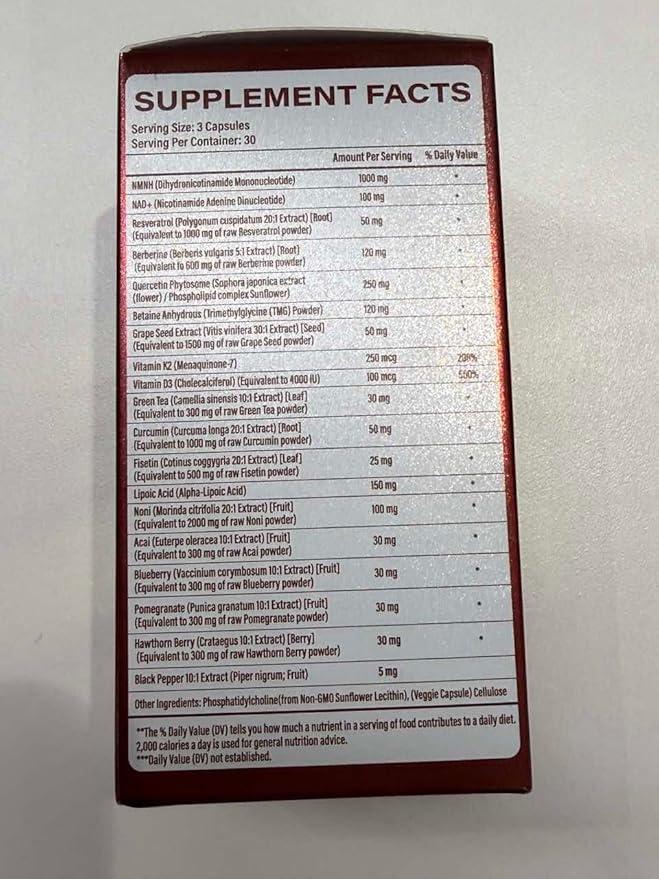 SUPPLEMENT FACTS
Serving Size: 3 Capsules
Serving Per Container: 30
Amount Per Serving % Daily Value
NMNH (Dihydronicotinamide Mononucleotide) 1000 mg *
NAD+ (Nicotinamide Adenine Dinucleotide) 100 mg *
Resveratrol (Polygonum cuspidatum 20:1 Extract) [Root] 50 mg *
(Equivalent to 1000 mg of raw Resveratrol powder)
Berberine (Berberis vulgaris 5:1 Extract) [Root] 120 mg *
(Equivalent to 600 mg of raw Berberine powder)
Quercetin Phytosome (Sophora japonica extract 250 mg *
(flower) / Phospholipid complex Sunflower)
Betaine Anhydrous (Trimethylglycine (TMG) Powder) 120 mg *
Grape Seed Extract (Vitis vinifera 30:1 Extract) [Seed] 50 mg *
(Equivalent to 1500 mg of raw Grape Seed powder)
Vitamin K2 (Menaquinone-7) 250 mcg 208%
Vitamin D3 (Cholecalciferol) (Equivalent to 4000 IU) 100 mcg 500%
Green Tea (Camellia sinensis 10:1 Extract) [Leaf] 30 mg *
(Equivalent to 300 mg of raw Green Tea powder)
Curcumin (Curcuma longa 20:1 Extract) [Root] 50 mg *
(Equivalent to 1000 mg of raw Curcumin powder)
Fisetin (Cotinus coggygria 20:1 Extract) [Leaf] 25 mg *
(Equivalent to 500 mg of raw Fisetin powder)
Lipoic Acid (Alpha-Lipoic Acid) 150 mg *
Noni (Morinda citrifolia 20:1 Extract) [Fruit] 100 mg *
(Equivalent to 2000 mg of raw Noni powder)
Acai (Euterpe oleracea 10:1 Extract) [Fruit] 30 mg *
(Equivalent to 300 mg of raw Acai powder)
Blueberry (Vaccinium corymbosum 10:1 Extract) [Fruit] 30 mg *
(Equivalent to 300 mg of raw Blueberry powder)
Pomegranate (Punica granatum 10:1 Extract) [Fruit] 30 mg *
(Equivalent to 300 mg of raw Pomegranate powder)
Hawthorn Berry (Crataegus 10:1 Extract) [Berry] 30 mg *
(Equivalent to 300 mg of raw Hawthorn Berry powder)
Black Pepper 10:1 Extract (Piper nigrum; Fruit) 5 mg
Other Ingredients: Phosphatidylcholine(from Non-GMO Sunflower Lecithin), (Veggie Capsule) Cellulose
**The % Daily Value (DV) tells you how much a nutrient in a serving of food contributes to a daily diet.
2,000 calories a day is used for general nutrition advice.
***Daily Value (DV) not established.